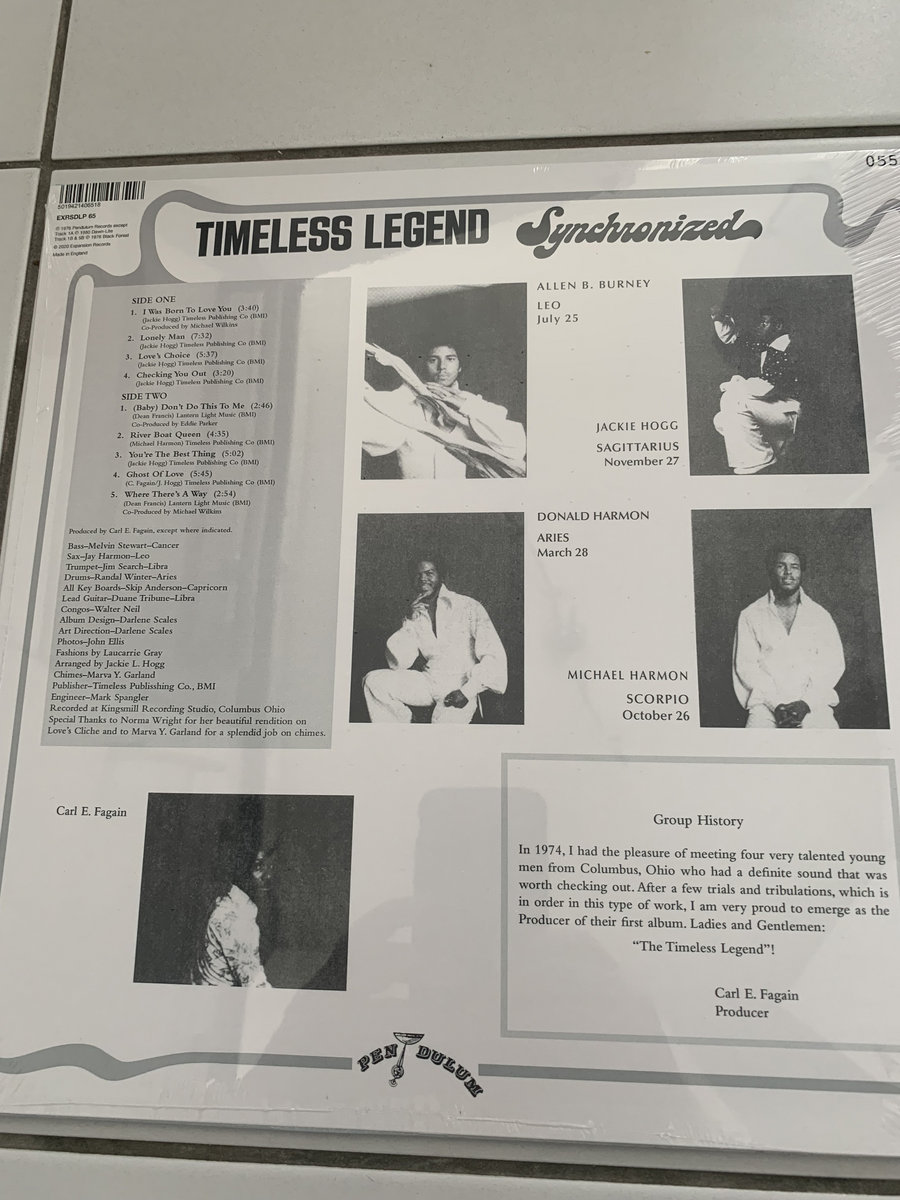 055
5019421406518
EXRSDLP 65
℗ 1976 Pendulum Records except
Track 1A ℗ 1980 Dawn-Lite
Track 1B & 5B ℗ 1976 Black Forest
© 2020 Expansion Records
Made in England
TIMELESS LEGEND Synchronized
SIDE ONE
1. I Was Born To Love You (3:40)
(Jackie Hogg) Timeless Publishing Co (BMI)
Co-Produced by Michael Wilkins
2. Lonely Man (7:32)
(Jackie Hogg) Timeless Publishing Co (BMI)
3. Love's Choice (5:37)
(Jackie Hogg) Timeless Publishing Co (BMI)
4. Checking You Out (3:20)
(Jackie Hogg) Timeless Publishing Co (BMI)
SIDE TWO
1. (Baby) Don't Do This To Me (2:46)
(Dean Francis) Lantern Light Music (BMI)
Co-Produced by Eddie Parker
2. River Boat Queen (4:35)
(Michael Harmon) Timeless Publishing Co (BMI)
3. You're The Best Thing (5:02)
(Jackie Hogg) Timeless Publishing Co (BMI)
4. Ghost Of Love (5:45)
(C. Fagain/J. Hogg) Timeless Publishing Co (BMI)
5. Where There's A Way (2:54)
(Dean Francis) Lantern Light Music (BMI)
Co-Produced by Michael Wilkins
Produced by Carl E. Fagain, except where indicated.
Bass–Melvin Stewart–Cancer
Sax–Jay Harmon–Leo
Trumpet–Jim Search–Libra
Drums–Randal Winter–Aries
All Key Boards–Skip Anderson–Capricorn
Lead Guitar–Duane Tribune–Libra
Congos–Walter Neil
Album Design–Darlene Scales
Art Direction–Darlene Scales
Photos–John Ellis
Fashions by Laucarrie Gray
Arranged by Jackie L. Hogg
Chimes–Marva Y. Garland
Publisher–Timeless Publisshing Co., BMI
Engineer–Mark Spangler
Recorded at Kingsmill Recording Studio, Columbus Ohio
Special Thanks to Norma Wright for her beautiful rendition on
Love's Cliche and to Marva Y. Garland for a splendid job on chimes.
ALLEN B. BURNEY
LEO
July 25
JACKIE HOGG
SAGITTARIUS
November 27
DONALD HARMON
ARIES
March 28
MICHAEL HARMON
SCORPIO
October 26
Carl E. Fagain
Group History
In 1974, I had the pleasure of meeting four very talented young
men from Columbus, Ohio who had a definite sound that was
worth checking out. After a few trials and tribulations, which is
in order in this type of work, I am very proud to emerge as the
Producer of their first album. Ladies and Gentlemen:
“The Timeless Legend”!
Carl E. Fagain
Producer
PENDULUM